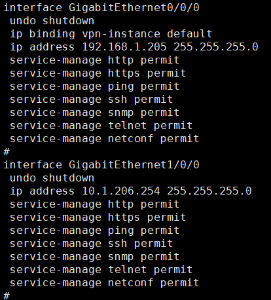 interface GigabitEthernet0/0/0
undo shutdown
ip binding vpn-instance default
ip address 192.168.1.205 255.255.255.0
service-manage http permit
service-manage https permit
service-manage ping permit
service-manage ssh permit
service-manage snmp permit
service-manage telnet permit
service-manage netconf permit
#
interface GigabitEthernet1/0/0
undo shutdown
ip address 10.1.206.254 255.255.255.0
service-manage http permit
service-manage https permit
service-manage ping permit
service-manage ssh permit
service-manage snmp permit
service-manage telnet permit
service-manage netconf permit
#